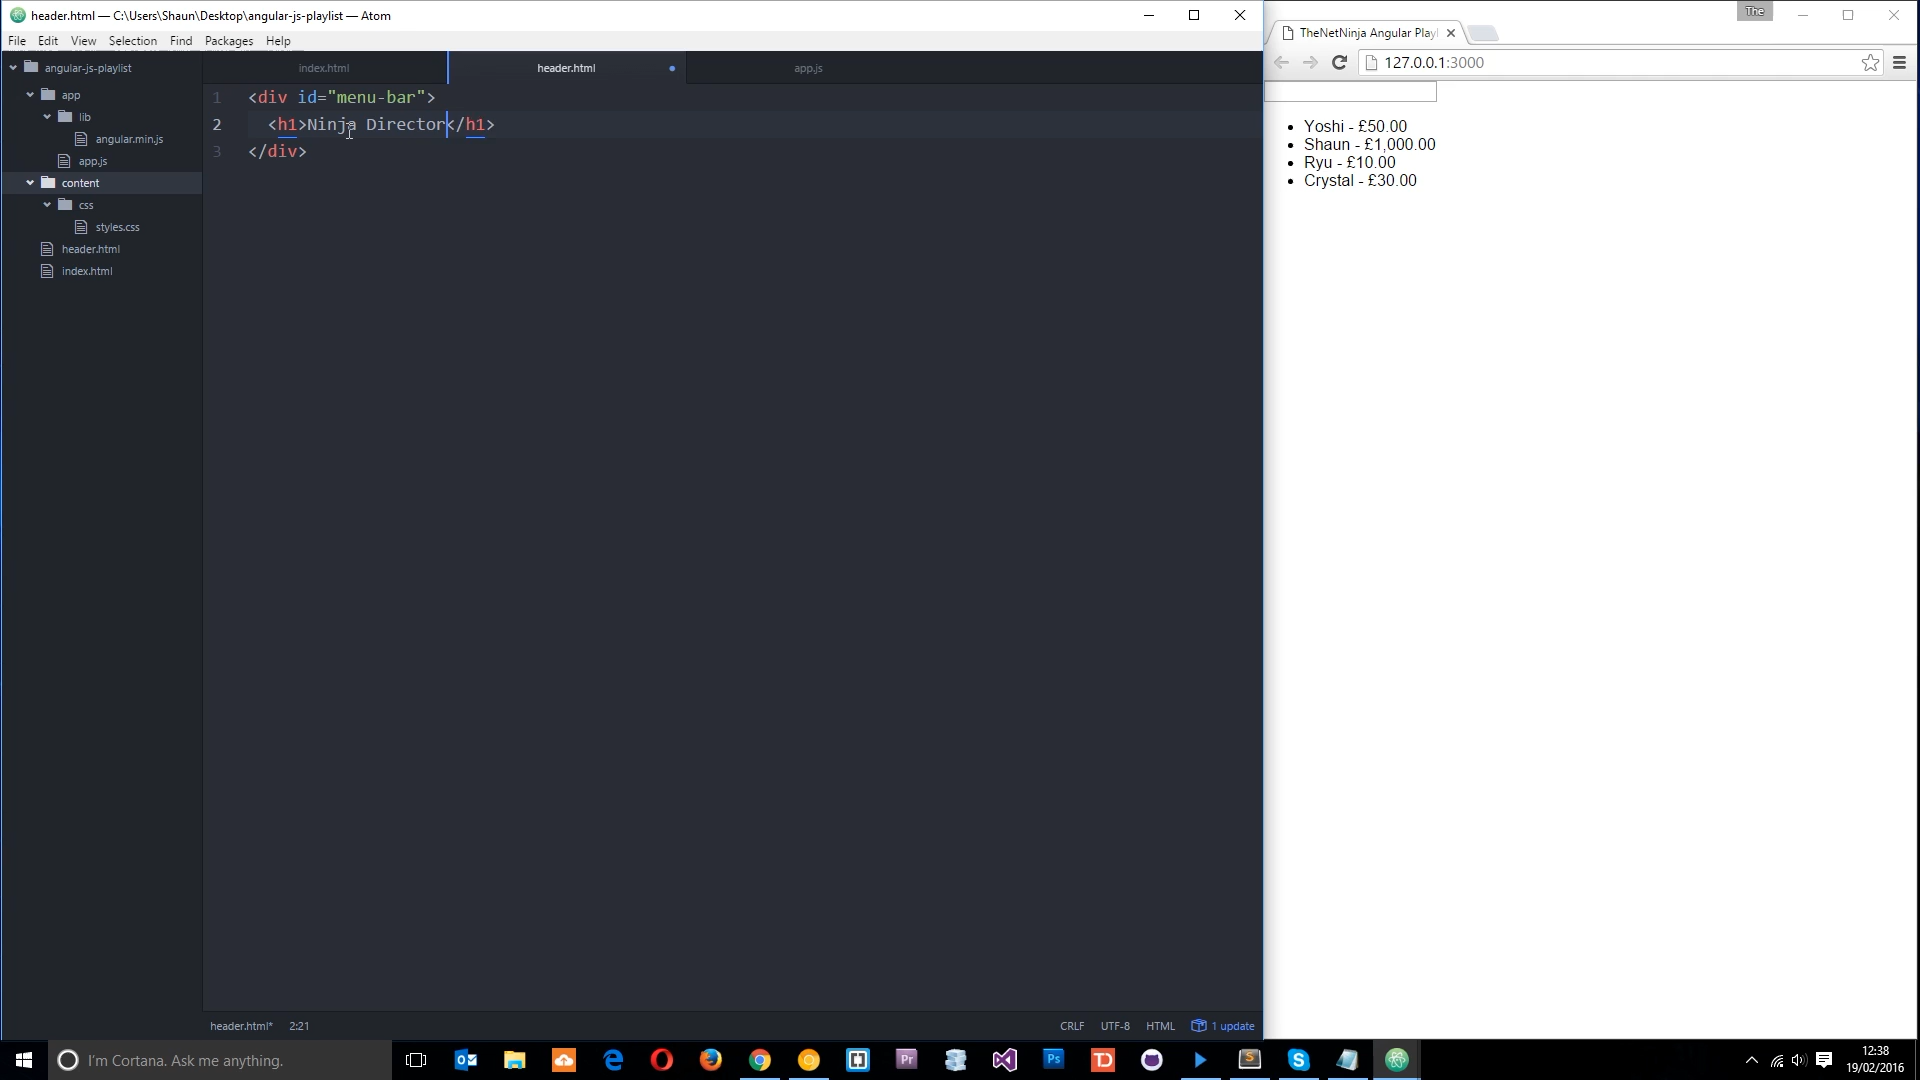 header.html — C:\Users\Shaun\Desktop\angular-js-playlist — Atom
File Edit View Selection Find Packages Help
angular-js-playlist
app
lib
angular.min.js
app.js
content
css
styles.css
header.html
index.html
index.html header.html app.js
1 <div id="menu-bar">
2 <h1>Ninja Director</h1>
3 </div>
header.html* 2:21
CRLF UTF-8 HTML 1 update
The
TheNetNinja Angular Playl
127.0.0.1:3000
Yoshi - £50.00
Shaun - £1,000.00
Ryu - £10.00
Crystal - £30.00
I'm Cortana. Ask me anything.
Pr
Ps
TD
S
12:38
19/02/2016